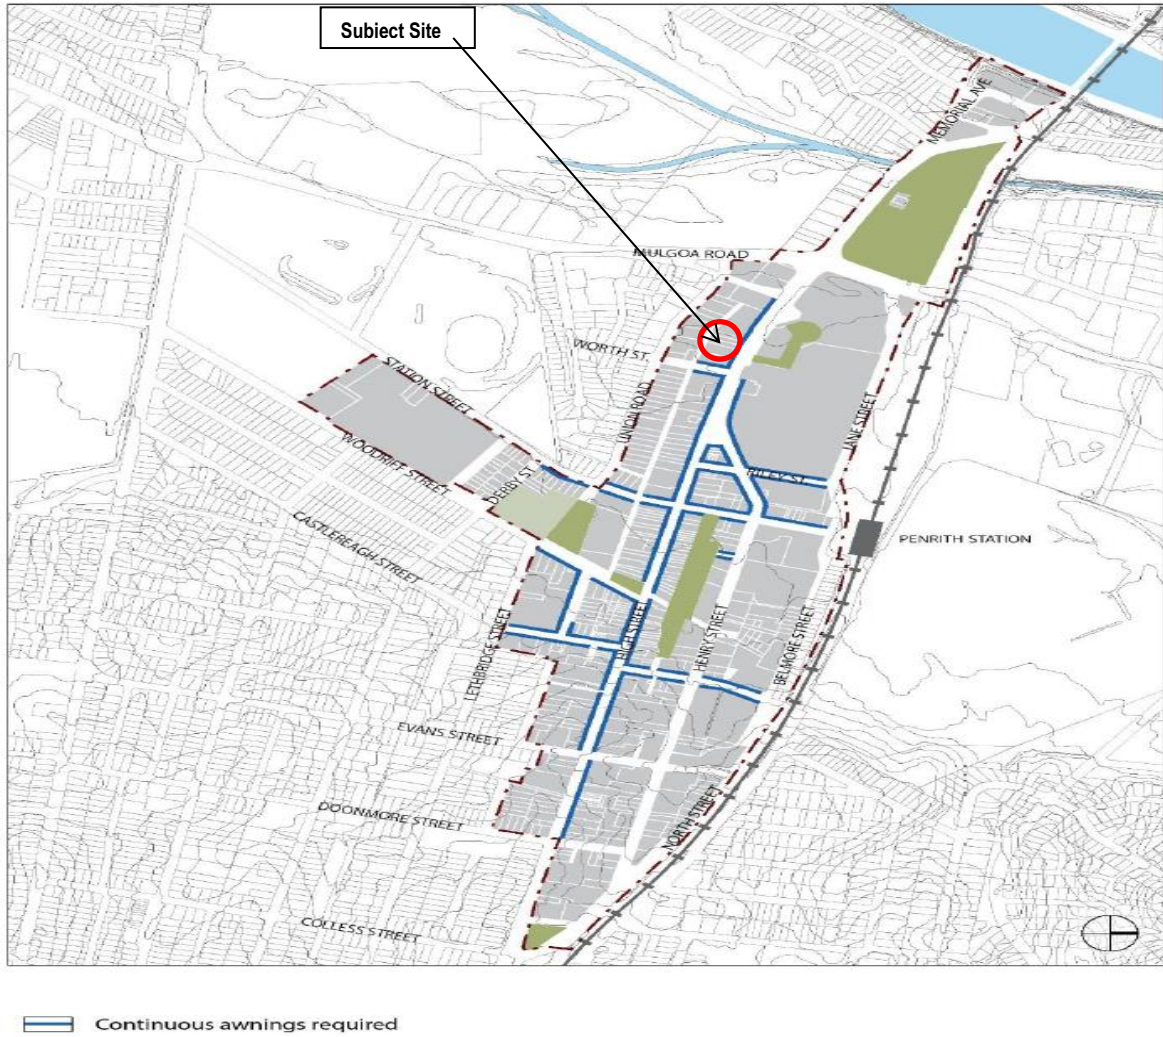 Subiect Site
MEMORIAL AVE
MULGOA ROAD
WORTH ST.
STATION STREET
UNION ROAD
JANE STREET
WOODRIFF STREET
DERBY ST.
RILEY ST.
CASTLEREAGH STREET
PENRITH STATION
LETHBRIDGE STREET
HIGH STREET
HENRY STREET
BELMORE STREET
EVANS STREET
DOONMORE STREET
NORTH STREET
COLLESS STREET
Continuous awnings required